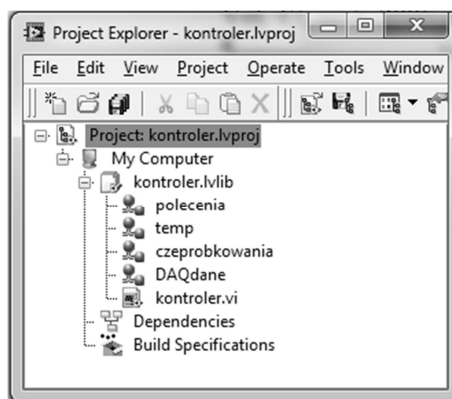 Project Explorer - kontroler.lvproj
File Edit View Project Operate Tools Window
Project: kontroler.lvproj
My Computer
kontroler.lvlib
polecenia
temp
czeprobkowania
DAQdane
kontroler.vi
Dependencies
Build Specifications